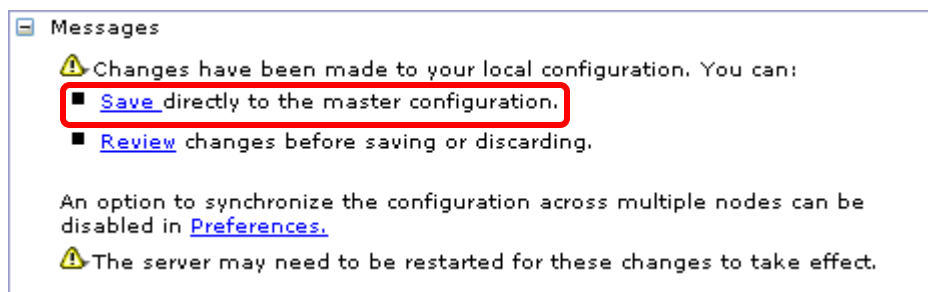 Messages
Changes have been made to your local configuration. You can:
Save directly to the master configuration.
Review changes before saving or discarding.
An option to synchronize the configuration across multiple nodes can be
disabled in Preferences.
The server may need to be restarted for these changes to take effect.